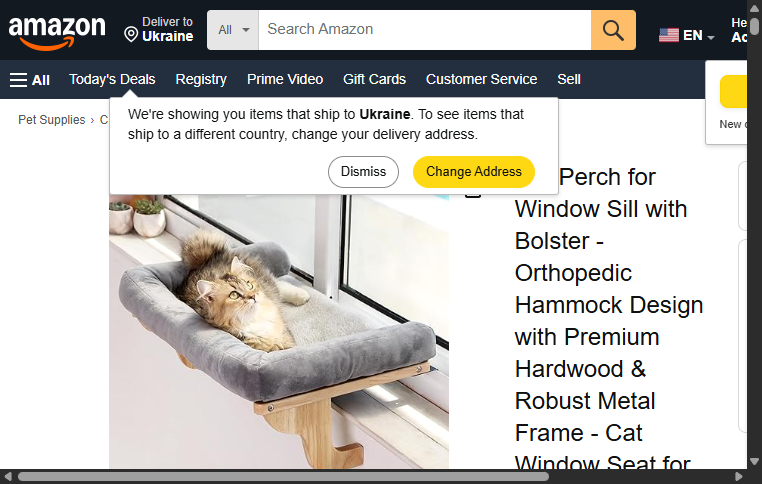 amazon
Deliver to
Ukraine
All
Search Amazon
EN
All
Today's Deals
Registry
Prime Video
Gift Cards
Customer Service
Sell
We're showing you items that ship to Ukraine. To see items that
ship to a different country, change your delivery address.
Dismiss
Change Address
Pet Supplies ›
Perch for
Window Sill with
Bolster -
Orthopedic
Hammock Design
with Premium
Hardwood &
Robust Metal
Frame - Cat
Window Seat for